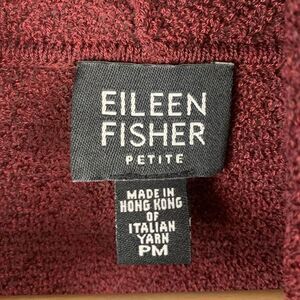 EILEEN
FISHER
PETITE
MADE IN
HONG KONG
OF
ITALIAN
YARN
PM